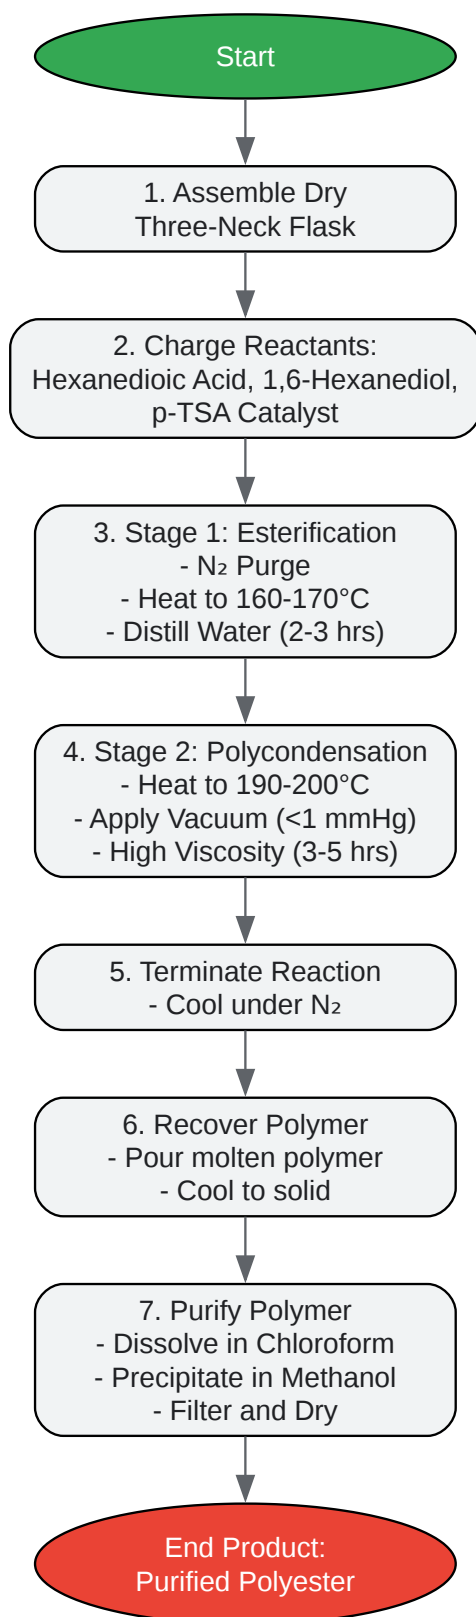 Start
1. Assemble Dry
Three-Neck Flask
2. Charge Reactants:
Hexanedioic Acid, 1,6-Hexanediol,
p-TSA Catalyst
3. Stage 1: Esterification
- N₂ Purge
- Heat to 160-170°C
- Distill Water (2-3 hrs)
4. Stage 2: Polycondensation
- Heat to 190-200°C
- Apply Vacuum (<1 mmHg)
- High Viscosity (3-5 hrs)
5. Terminate Reaction
- Cool under N₂
6. Recover Polymer
- Pour molten polymer
- Cool to solid
7. Purify Polymer
- Dissolve in Chloroform
- Precipitate in Methanol
- Filter and Dry
End Product:
Purified Polyester